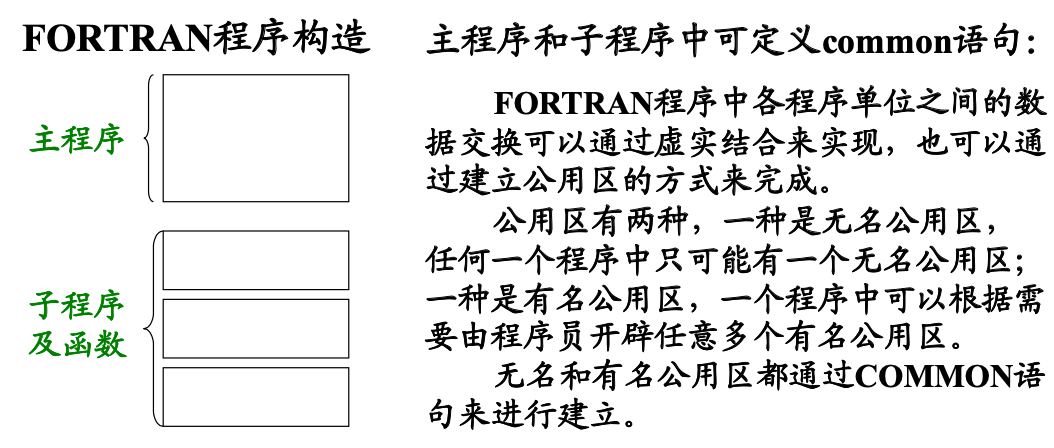 FORTRAN程序构造
主程序
子程序
及函数
主程序和子程序中可定义common语句：
FORTRAN程序中各程序单位之间的数
据交换可以通过虚实结合来实现，也可以通
过建立公用区的方式来完成。
公用区有两种，一种是无名公用区，
任何一个程序中只可能有一个无名公用区；
一种是有名公用区，一个程序中可以根据需
要由程序员开辟任意多个有名公用区。
无名和有名公用区都通过COMMON语
句来进行建立。